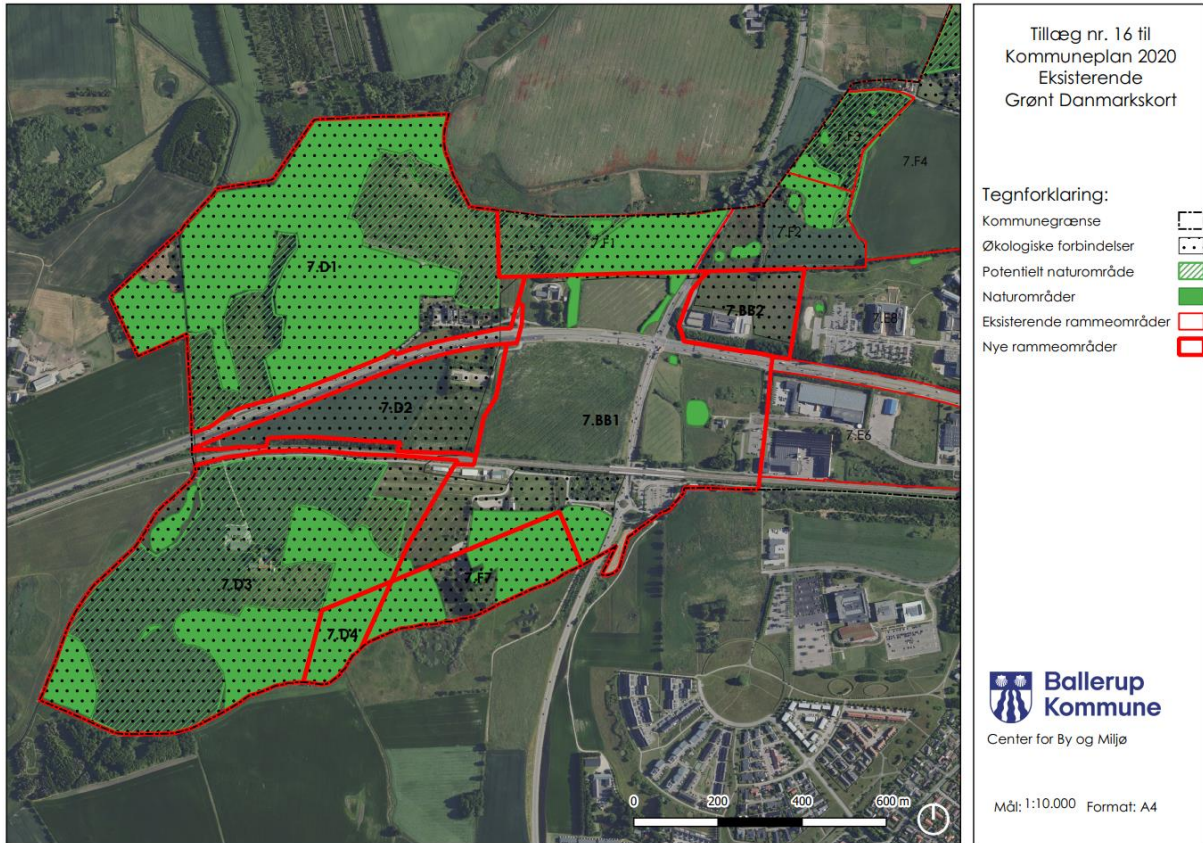 Tillæg nr. 16 til
Kommuneplan 2020
Eksisterende
Grønt Danmarkskort
Tegnforklaring:
Kommunegrænse
Økologiske forbindelser
Potentielt naturområde
Naturområder
Eksisterende rammeområder
Nye rammeområder
7.F3
7.F4
7.F1
7.F2
7.D1
7.BB2
7.E8
7.D2
7.BB1
7.E6
7.D3
7.F7
7.D4
0 200 400 600 m
Ballerup
Kommune
Center for By og Miljø
Mål: 1:10.000 Format: A4